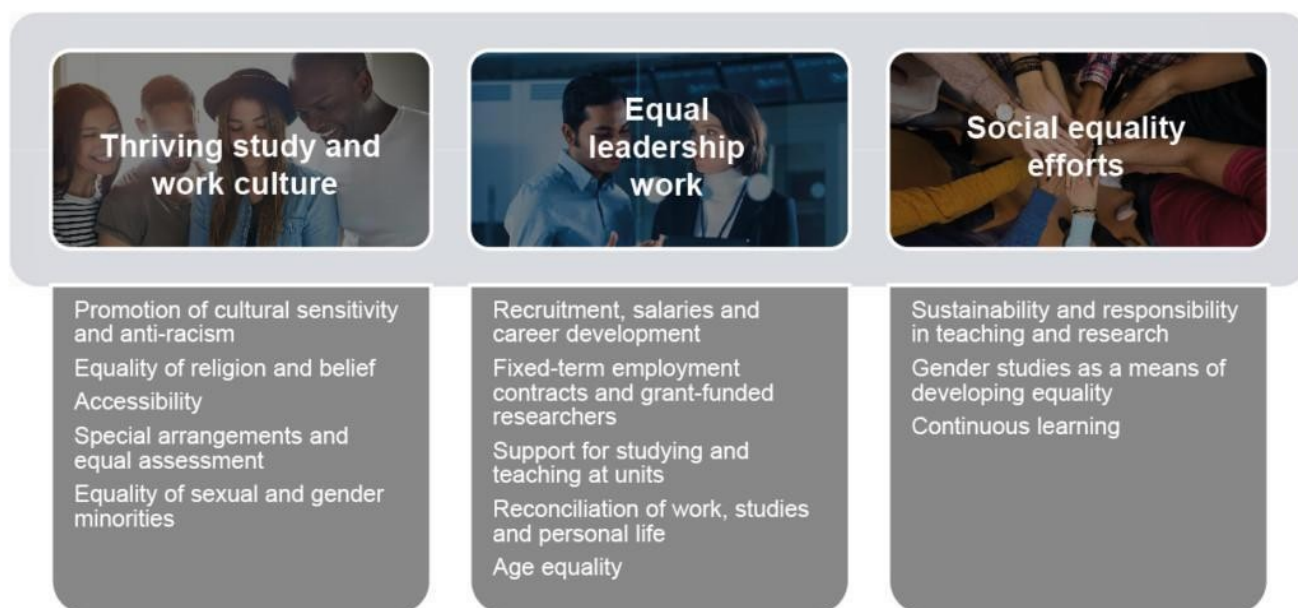 Thriving study and
work culture
Equal
leadership
work
Social equality
efforts
Promotion of cultural sensitivity
and anti-racism
Equality of religion and belief
Accessibility
Special arrangements and
equal assessment
Equality of sexual and gender
minorities
Recruitment, salaries and
career development
Fixed-term employment
contracts and grant-funded
researchers
Support for studying and
teaching at units
Reconciliation of work, studies
and personal life
Age equality
Sustainability and responsibility
in teaching and research
Gender studies as a means of
developing equality
Continuous learning